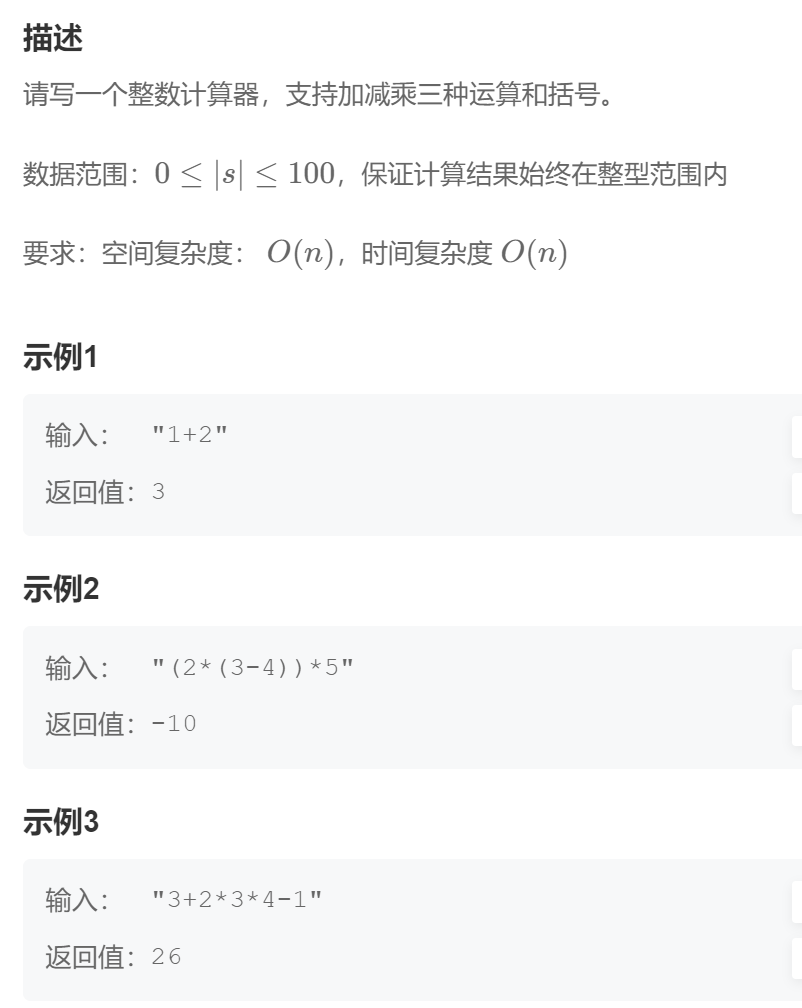 描述
请写一个整数计算器，支持加减乘三种运算和括号。
数据范围：0 ≤ |s| ≤ 100，保证计算结果始终在整型范围内
要求：空间复杂度： O(n)，时间复杂度 O(n)
示例1
输入： "1+2"
返回值：3
示例2
输入： "(2*(3-4))*5"
返回值：-10
示例3
输入： "3+2*3*4-1"
返回值：26